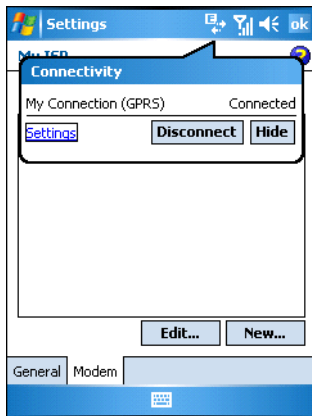 Settings
E
ok
My ISP
?
Connectivity
My Connection (GPRS) Connected
Settings Disconnect Hide
Edit... New...
General Modem